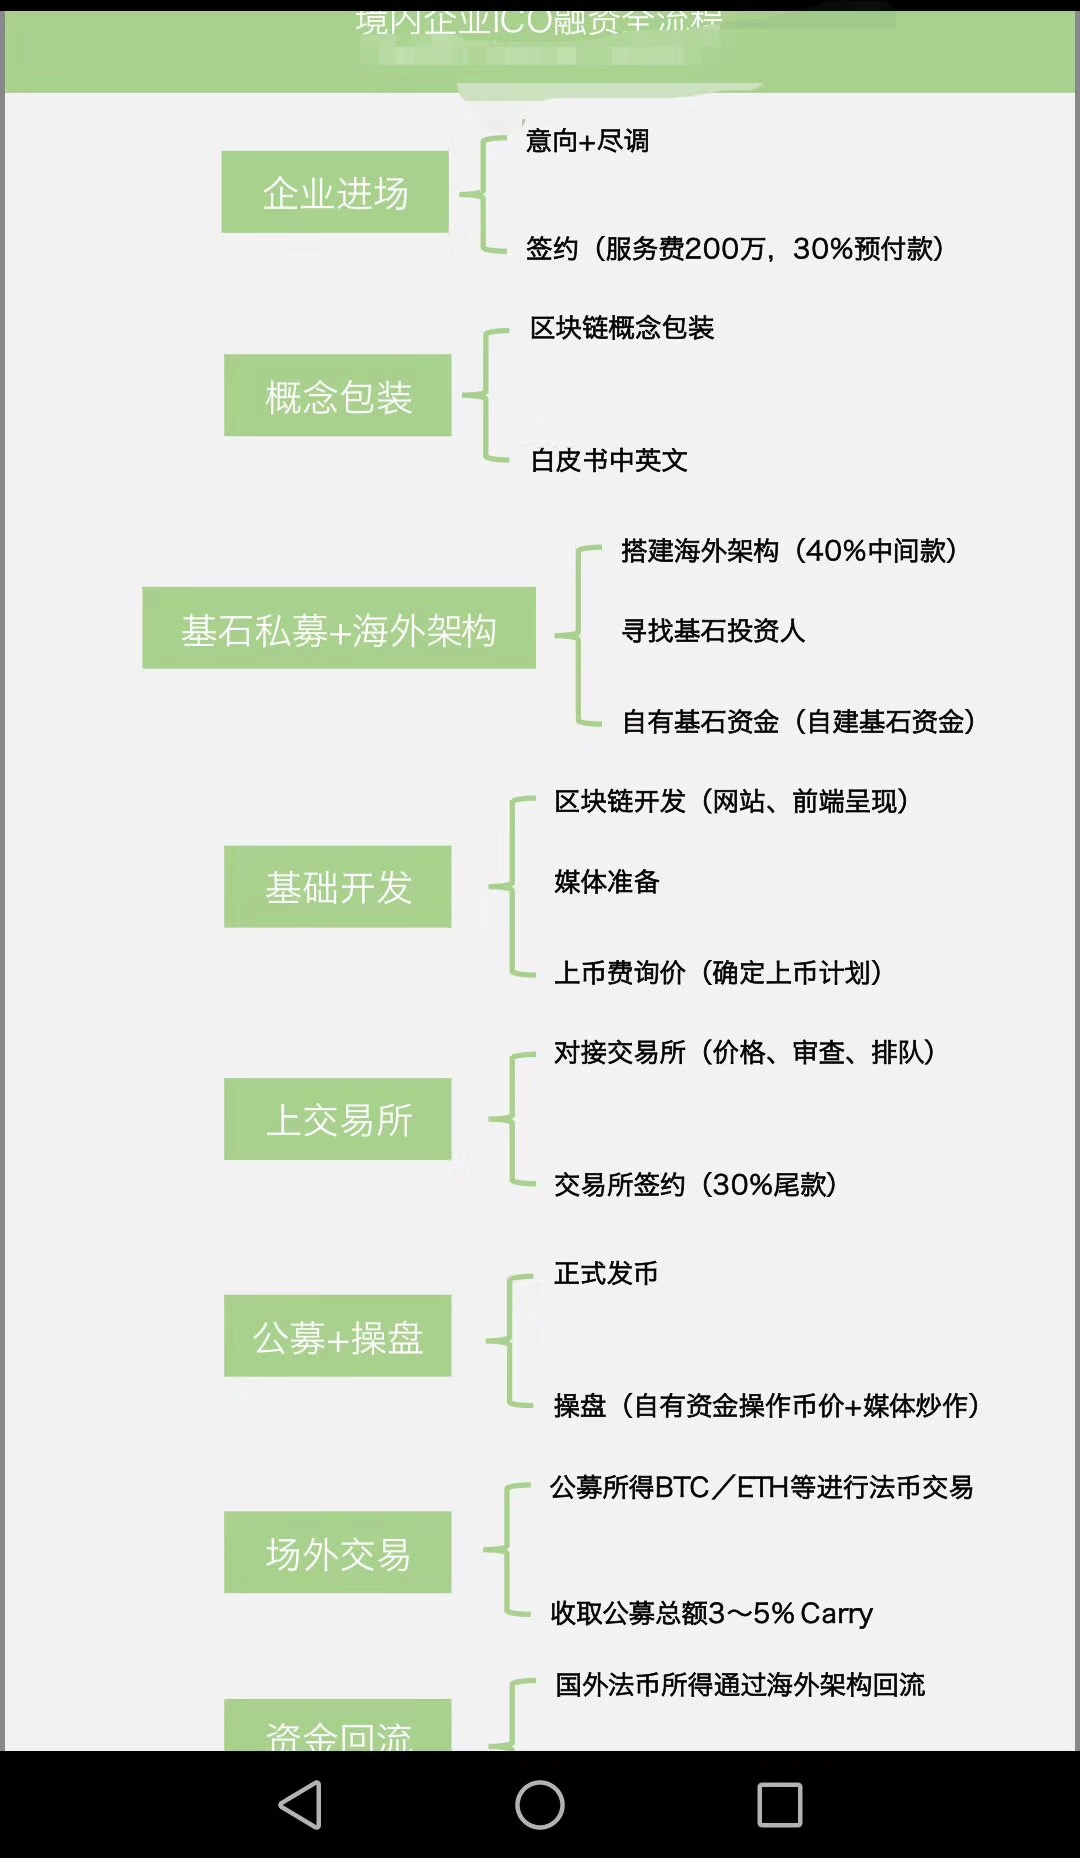 境内企业ICO融资全流程
企业进场
意向+尽调
签约（服务费200万，30%预付款）
概念包装
区块链概念包装
白皮书中英文
基石私募+海外架构
搭建海外架构（40%中间款）
寻找基石投资人
自有基石资金（自建基石资金）
基础开发
区块链开发（网站、前端呈现）
媒体准备
上币费询价（确定上币计划）
上交易所
对接交易所（价格、审查、排队）
交易所签约（30%尾款）
公募+操盘
正式发币
操盘（自有资金操作币价+媒体炒作）
场外交易
公募所得BTC／ETH等进行法币交易
收取公募总额3～5% Carry
资金回流
国外法币所得通过海外架构回流